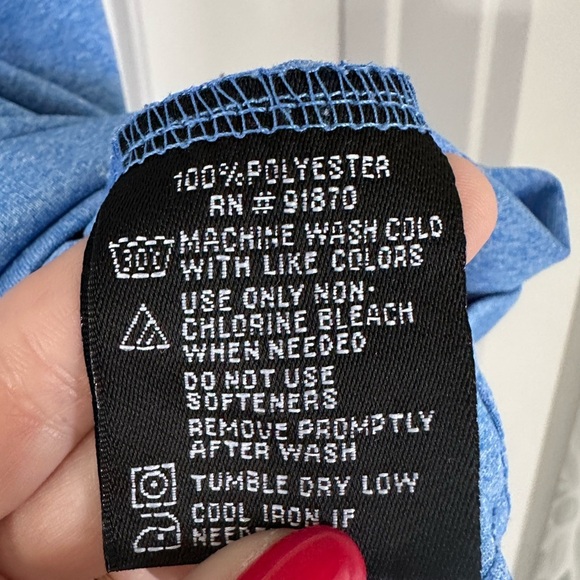 100% POLYESTER
RN # 91870
30C MACHINE WASH COLD
WITH LIKE COLORS
USE ONLY NON-
CHLORINE BLEACH
WHEN NEEDED
DO NOT USE
SOFTENERS
REMOVE PROMPTLY
AFTER WASH
TUMBLE DRY LOW
COOL IRON IF